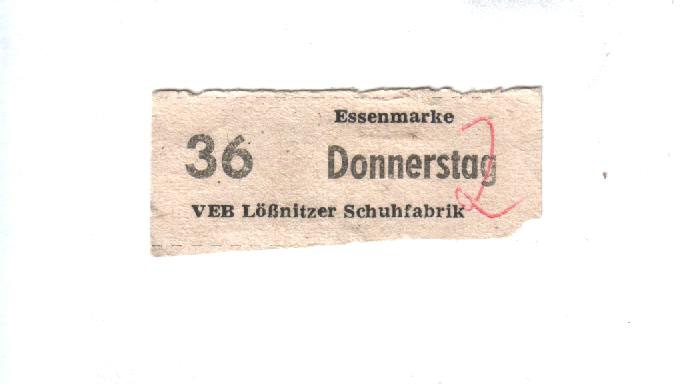 Essenmarke
36 Donnerstag
VEB Lößnitzer Schuhfabrik
2